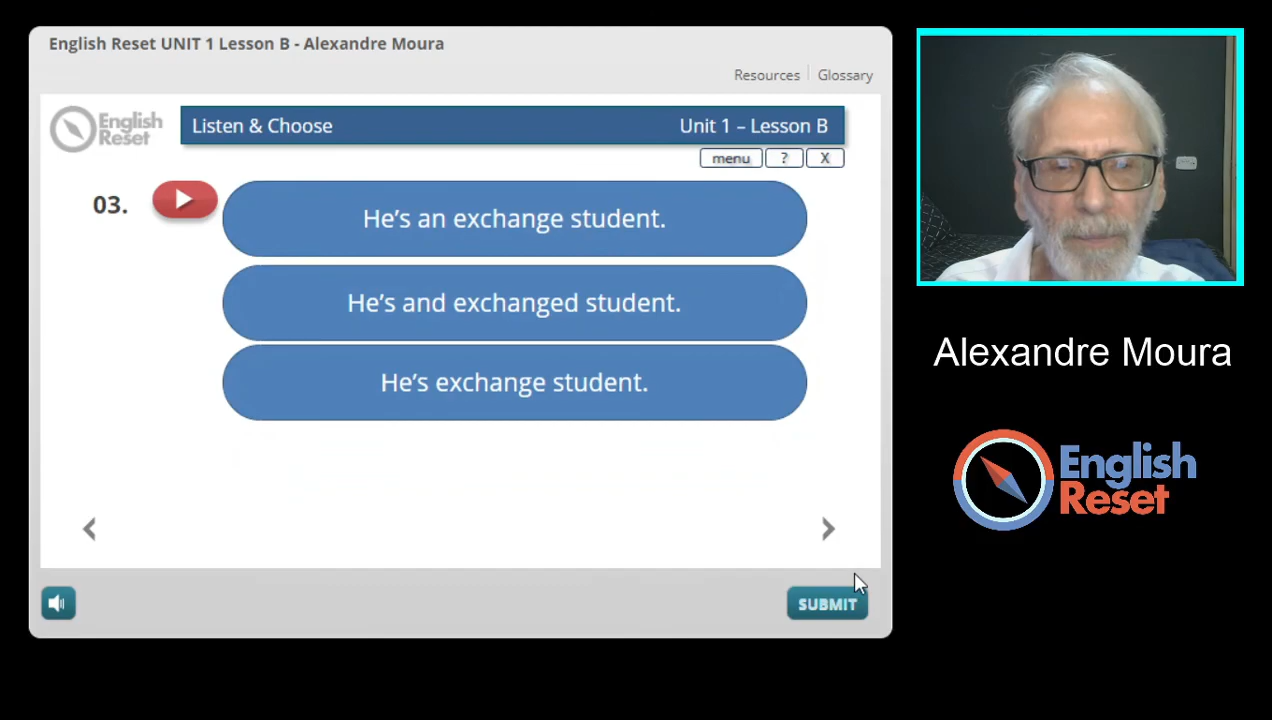 English Reset UNIT 1 Lesson B - Alexandre Moura
Resources Glossary
English
Reset
Listen & Choose Unit 1 – Lesson B
menu ? X
03.
He’s an exchange student.
He’s and exchanged student.
He’s exchange student.
SUBMIT
Alexandre Moura
English
Reset